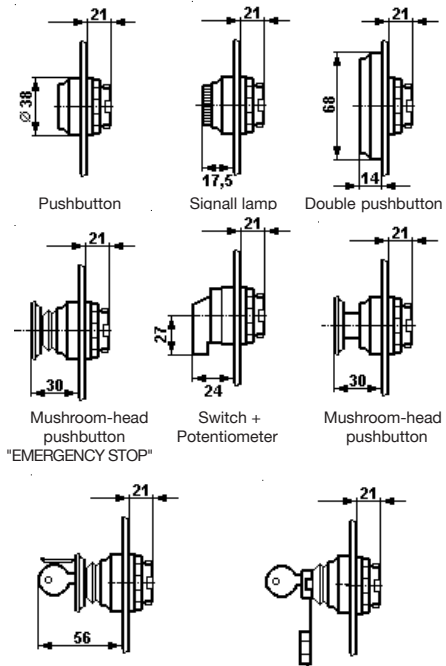 21 21 21
Ø 38
68
17,5
14
Pushbutton Signall lamp Double pushbutton
21 21 21
27
30 24 30
Mushroom-head Switch + Mushroom-head
pushbutton Potentiometer pushbutton
"EMERGENCY STOP"
21 21
56